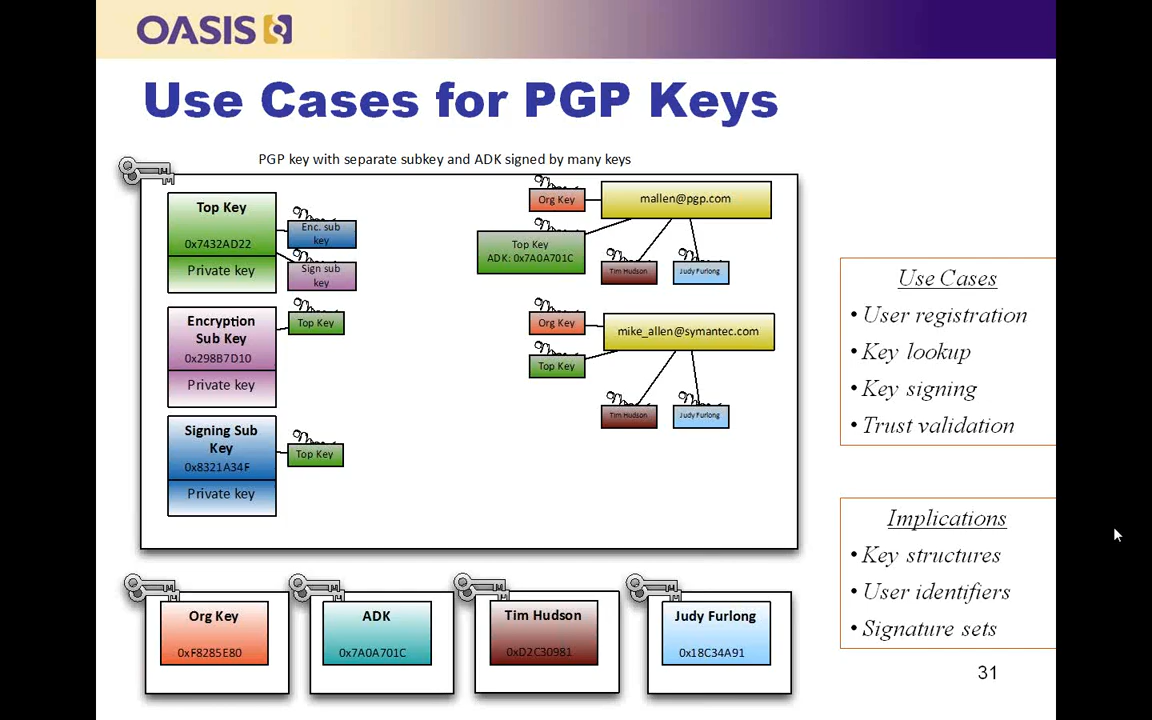 OASIS
Use Cases for PGP Keys
PGP key with separate subkey and ADK signed by many keys
Top Key
0x7432AD22
Private key
Enc. sub
key
Sign sub
key
Encryption
Sub Key
0x298B7D10
Private key
Top Key
Signing Sub
Key
0x8321A34F
Private key
Top Key
Org Key
mallen@pgp.com
Top Key
ADK: 0x7A0A701C
Tim Hudson
Judy Furlong
Org Key
mike_allen@symantec.com
Top Key
Tim Hudson
Judy Furlong
Use Cases
• User registration
• Key lookup
• Key signing
• Trust validation
Implications
• Key structures
• User identifiers
• Signature sets
Org Key
0xF8285E80
ADK
0x7A0A701C
Tim Hudson
0xD2C30981
Judy Furlong
0x18C34A91
31